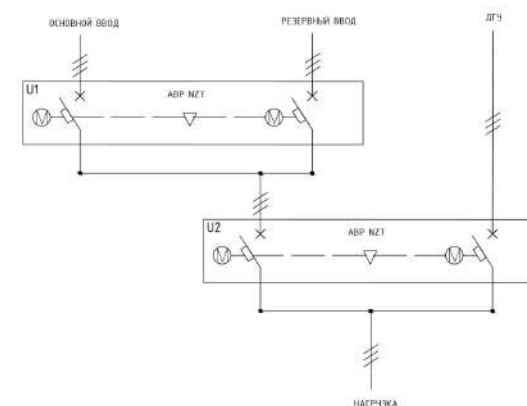 ОСНОВНОЙ ВВОД
РЕЗЕРВНЫЙ ВВОД
ДГУ
U1
АВР NZT
M
M
U2
АВР NZT
M
M
НАГРУЗКА